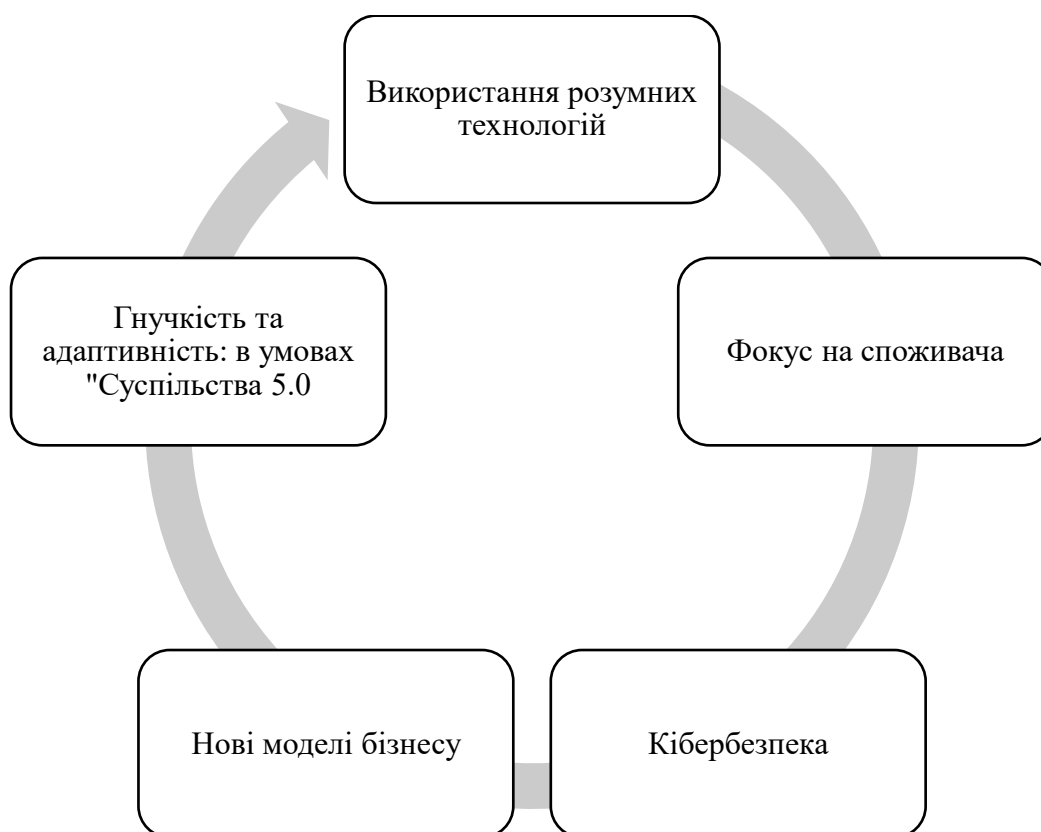 Використання розумних
технологій
Фокус на споживача
Кібербезпека
Нові моделі бізнесу
Гнучкість та
адаптивність: в умовах
"Суспільства 5.0